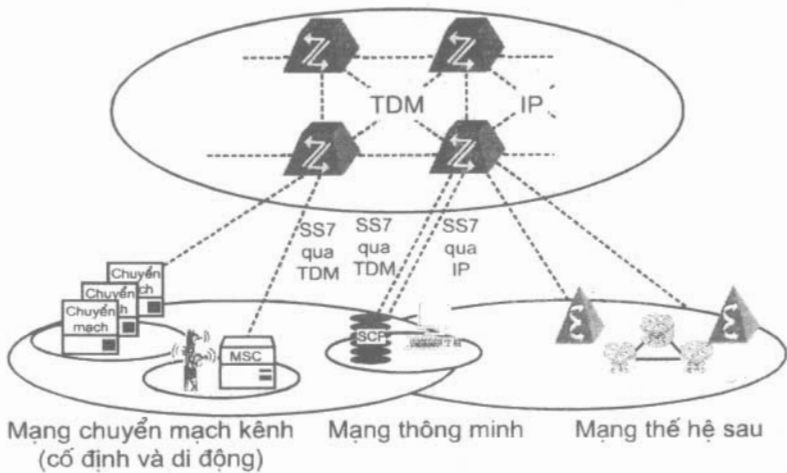 TDM
IP
SS7
qua
TDM
SS7
qua
TDM
SS7
qua
IP
Chuyển
Chuyển
Chuyển
mạch
MSC
SCP
Mạng chuyển mạch kênh
(cố định và di động)
Mạng thông minh
Mạng thế hệ sau